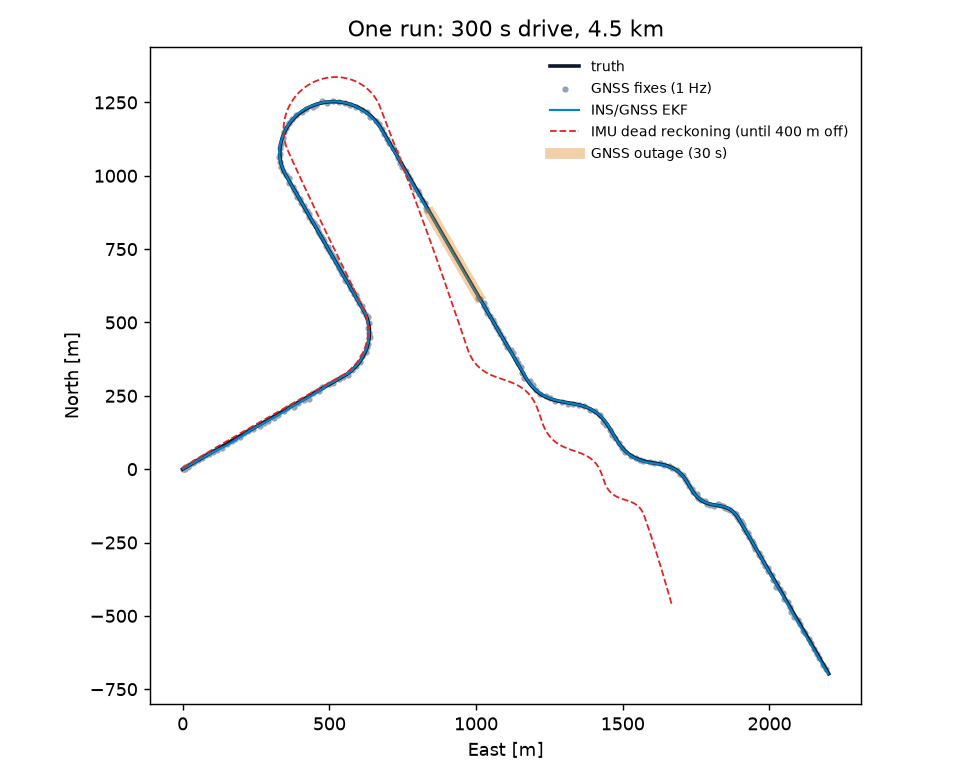 One run: 300 s drive, 4.5 km
truth
GNSS fixes (1 Hz)
INS/GNSS EKF
IMU dead reckoning (until 400 m off)
GNSS outage (30 s)
1250
1000
750
500
250
0
−250
−500
−750
North [m]
0
500
1000
1500
2000
East [m]